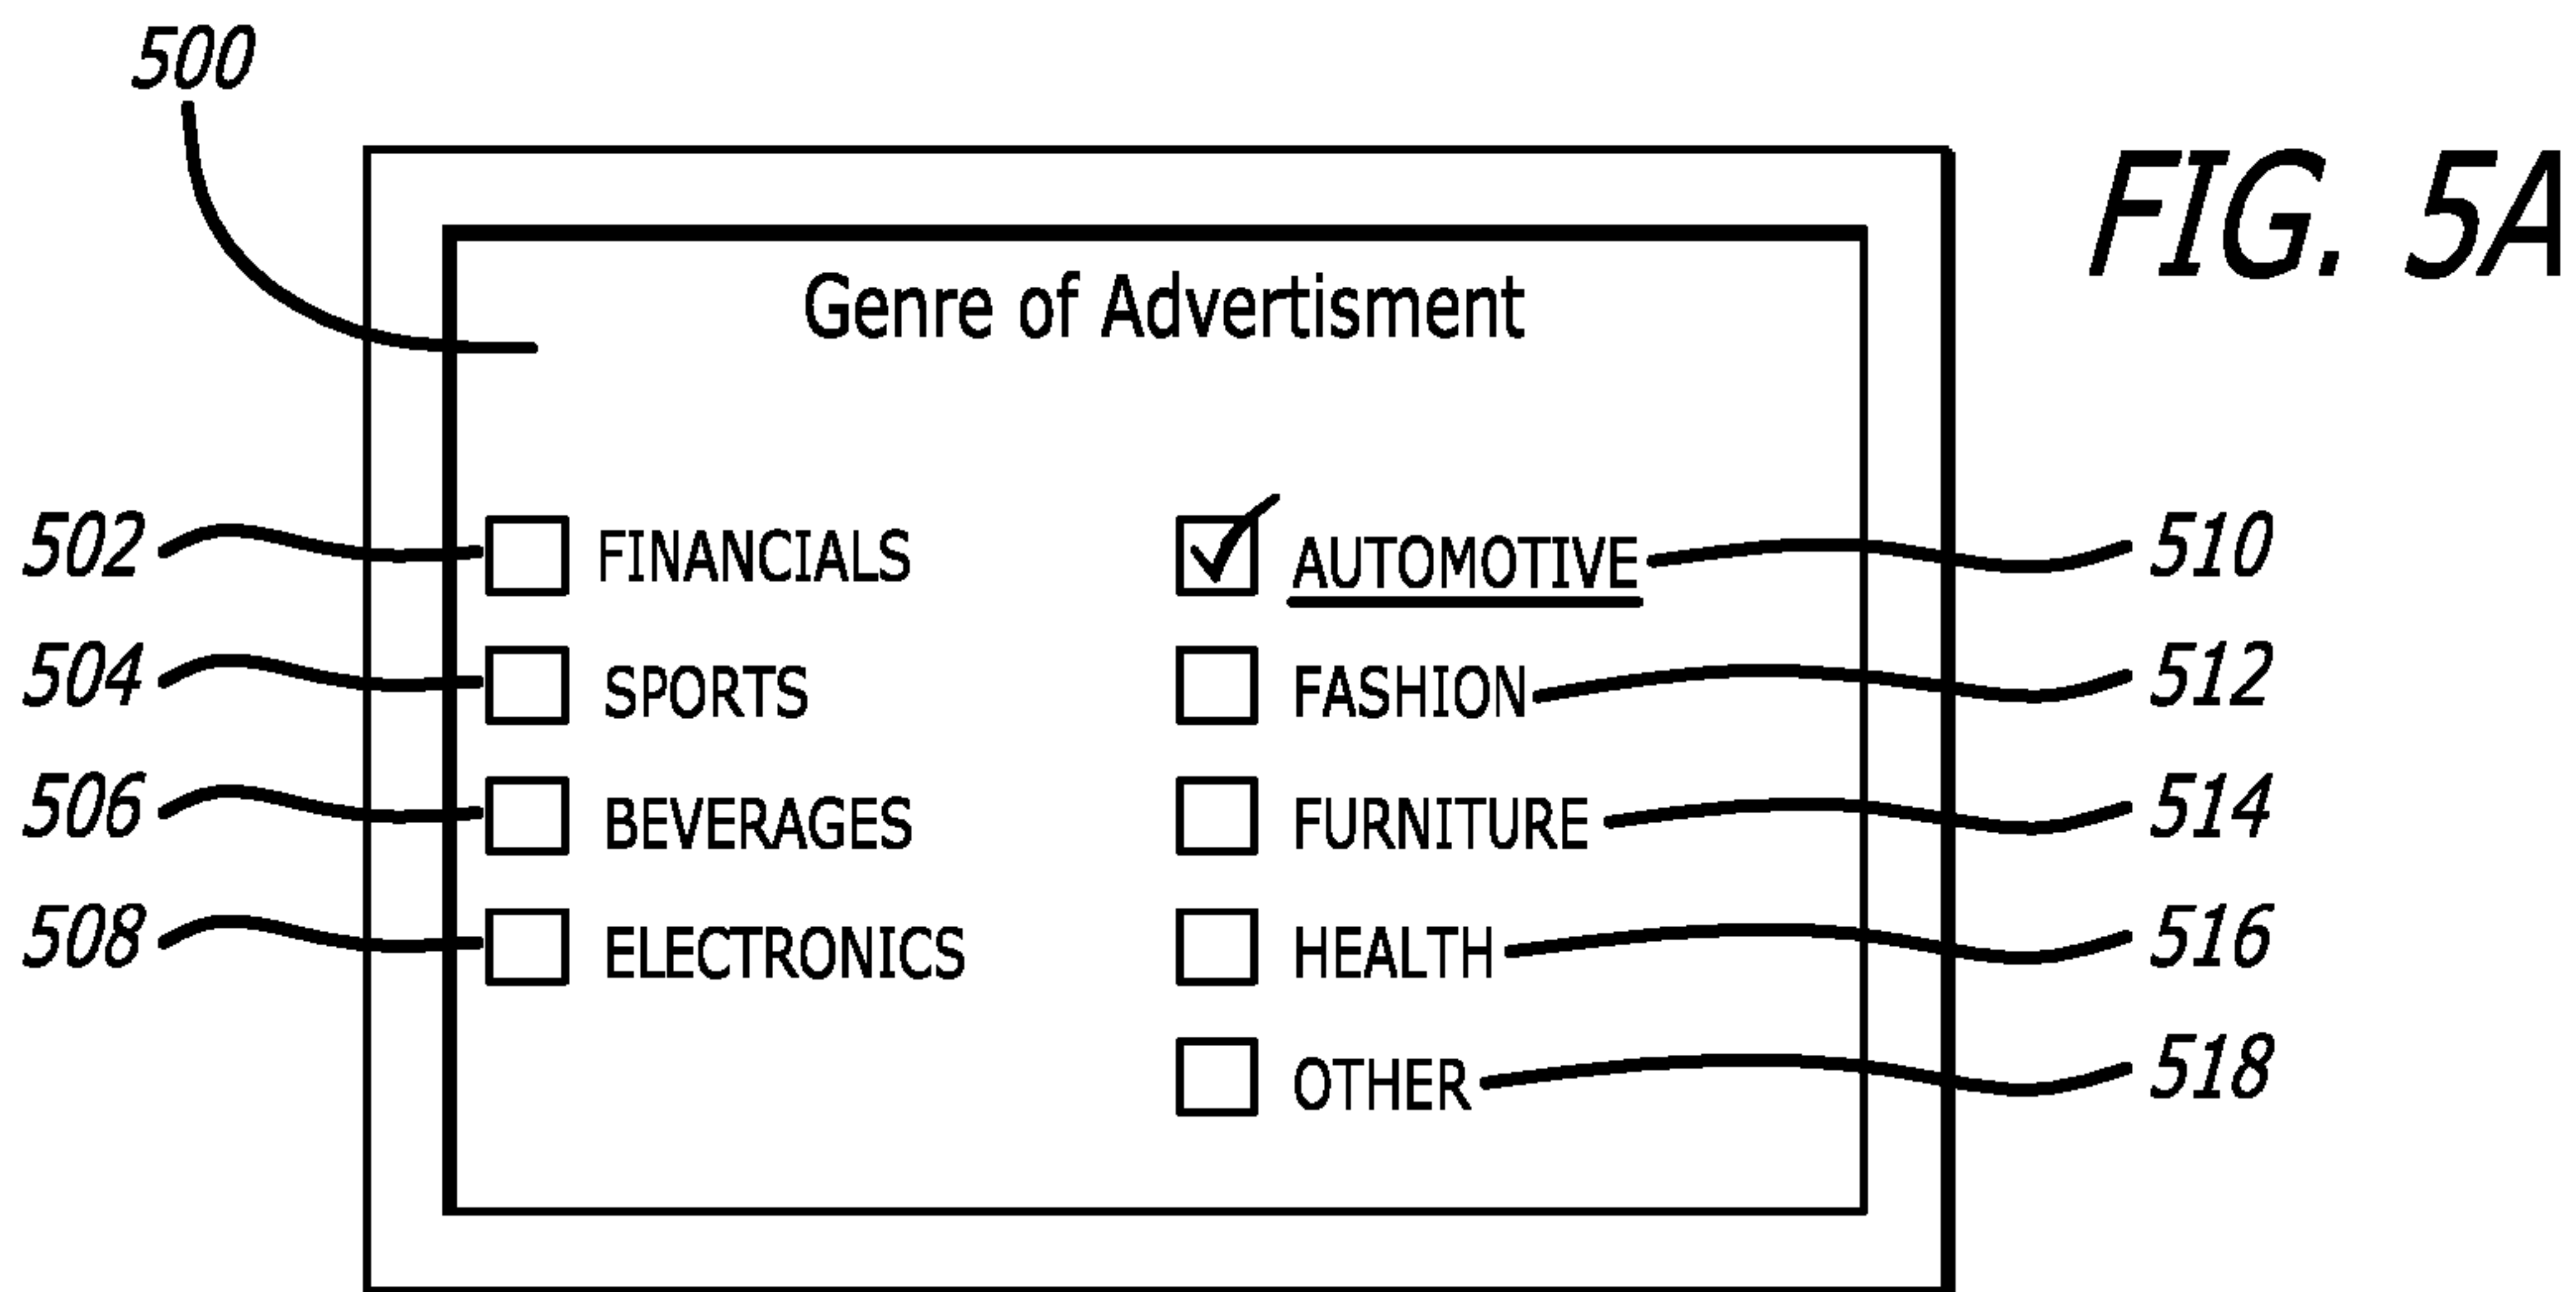 500
FIG. 5A
Genre of Advertisment
502 FINANCIALS AUTOMOTIVE 510
504 SPORTS FASHION 512
506 BEVERAGES FURNITURE 514
508 ELECTRONICS HEALTH 516
OTHER 518